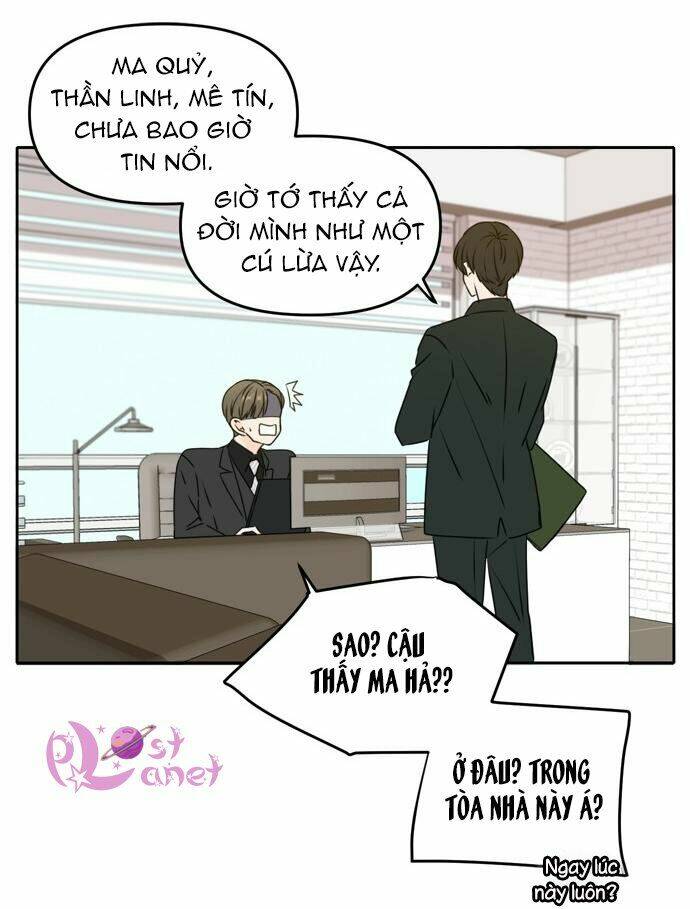 MA QUỶ,
THẦN LINH, MÊ TÍN,
CHƯA BAO GIỜ
TIN NỔI.
GIỜ TỚ THẤY CẢ
ĐỜI MÌNH NHƯ MỘT
CÚ LỪA VẬY.
SAO? CẬU
THẤY MA HẢ??
Ở ĐÂU? TRONG
TÒA NHÀ NÀY Á?
Ngay lúc
này luôn?
Lost
Planet